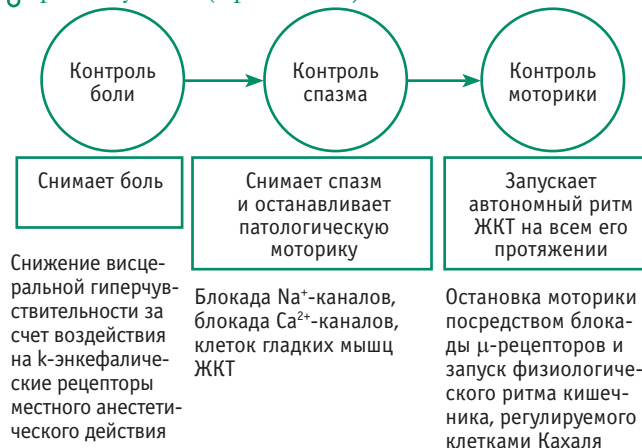 Контроль
боли
Контроль
спазма
Контроль
моторики
Снимает боль
Снимает спазм
и останавливает
патологическую
моторику
Запускает
автономный ритм
ЖКТ на всем его
протяжении
Снижение висце-
ральной гиперчув-
ствительности за
счет воздействия
на k-энкефаличе-
ские рецепторы
местного анестети-
ческого действия
Блокада Na⁺-каналов,
блокада Ca²⁺-каналов,
клеток гладких мышц
ЖКТ
Остановка моторики
посредством блока-
ды μ-рецепторов и
запуск физиологиче-
ского ритма кишеч-
ника, регулируемого
клетками Кахаля